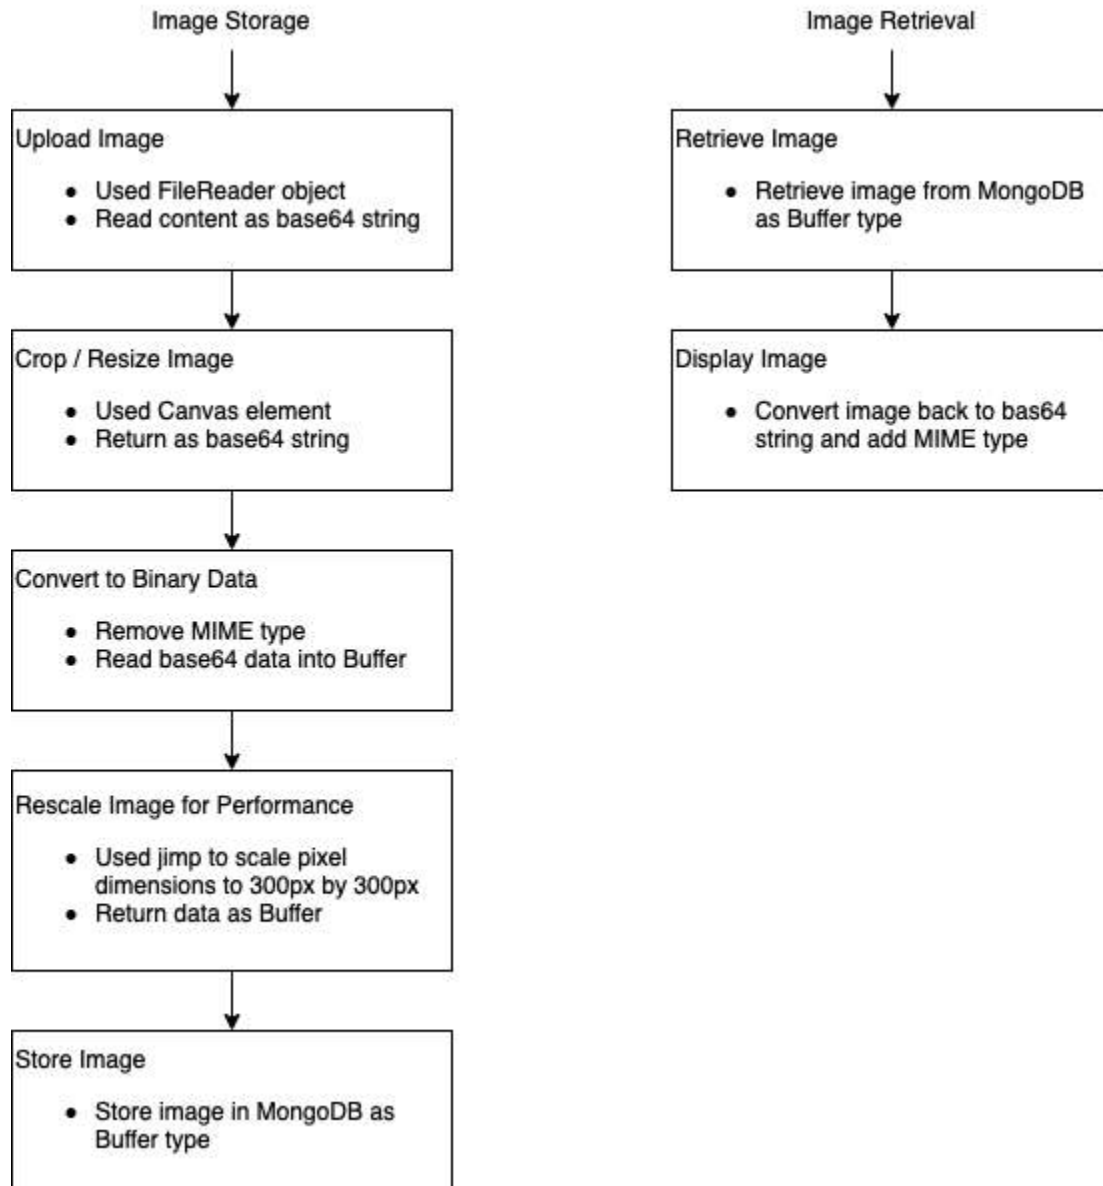 Image Storage
Upload Image
● Used FileReader object
● Read content as base64 string
Crop / Resize Image
● Used Canvas element
● Return as base64 string
Convert to Binary Data
● Remove MIME type
● Read base64 data into Buffer
Rescale Image for Performance
● Used jimp to scale pixel
dimensions to 300px by 300px
● Return data as Buffer
Store Image
● Store image in MongoDB as
Buffer type
Image Retrieval
Retrieve Image
● Retrieve image from MongoDB
as Buffer type
Display Image
● Convert image back to bas64
string and add MIME type